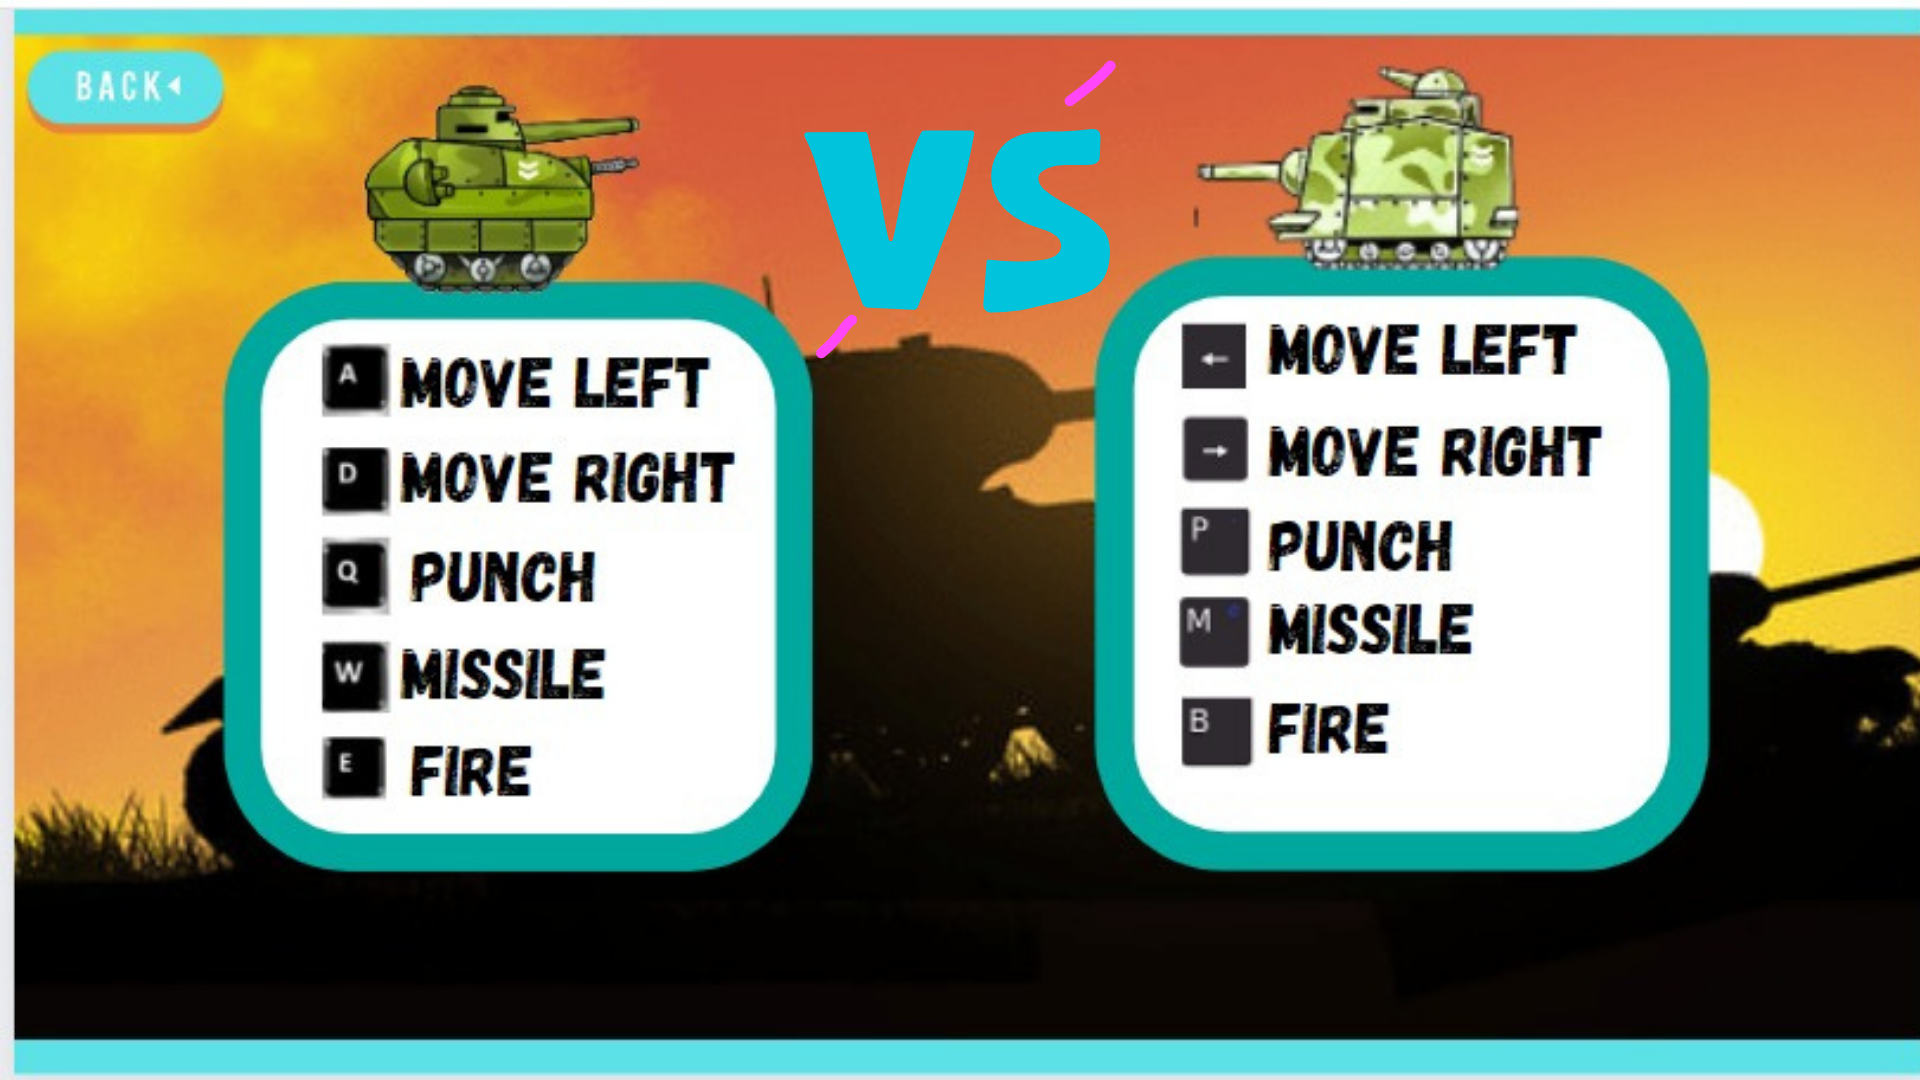 BACK
VS
A MOVE LEFT
D MOVE RIGHT
Q PUNCH
W MISSILE
E FIRE
← MOVE LEFT
→ MOVE RIGHT
P PUNCH
M MISSILE
B FIRE